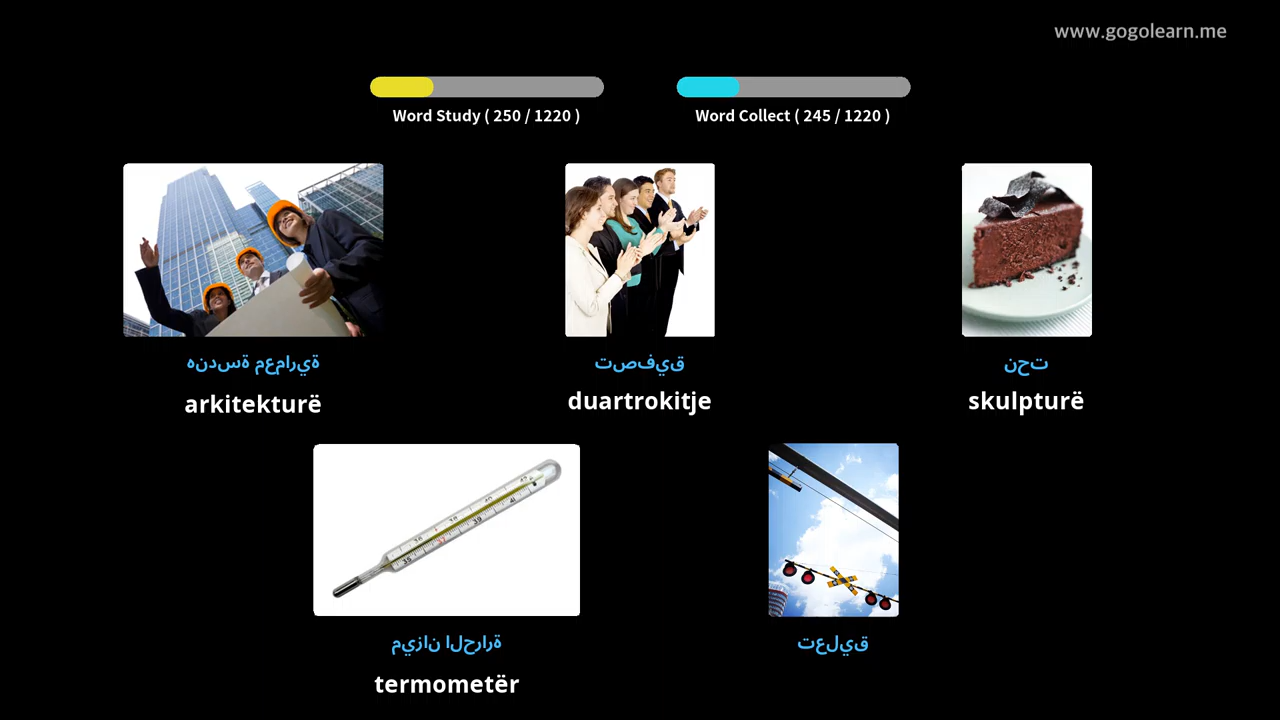 www.gogolearn.me
Word Study ( 250 / 1220 )
Word Collect ( 245 / 1220 )
هندسة معمارية
arkitekturë
تصفيق
duartrokitje
نحت
skulpturë
ميزان الحرارة
termometër
تعليق